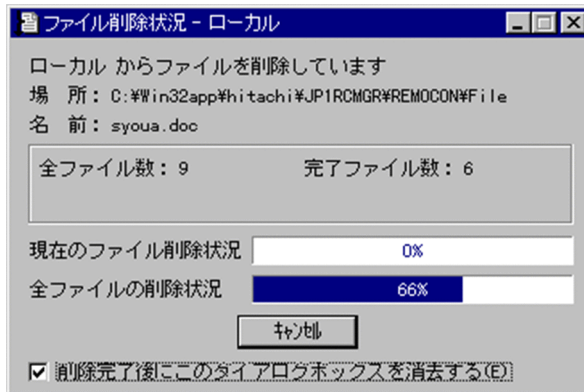 ファイル削除状況 - ローカル
ローカル からファイルを削除しています
場　所： C:¥Win32app¥hitachi¥JP1RCMGR¥REMOCON¥File
名　前： syoua.doc
全ファイル数： 9　完了ファイル数： 6
現在のファイル削除状況 0%
全ファイルの削除状況 66%
ｷｬﾝｾﾙ
削除完了後にこのダイアログボックスを消去する(E)